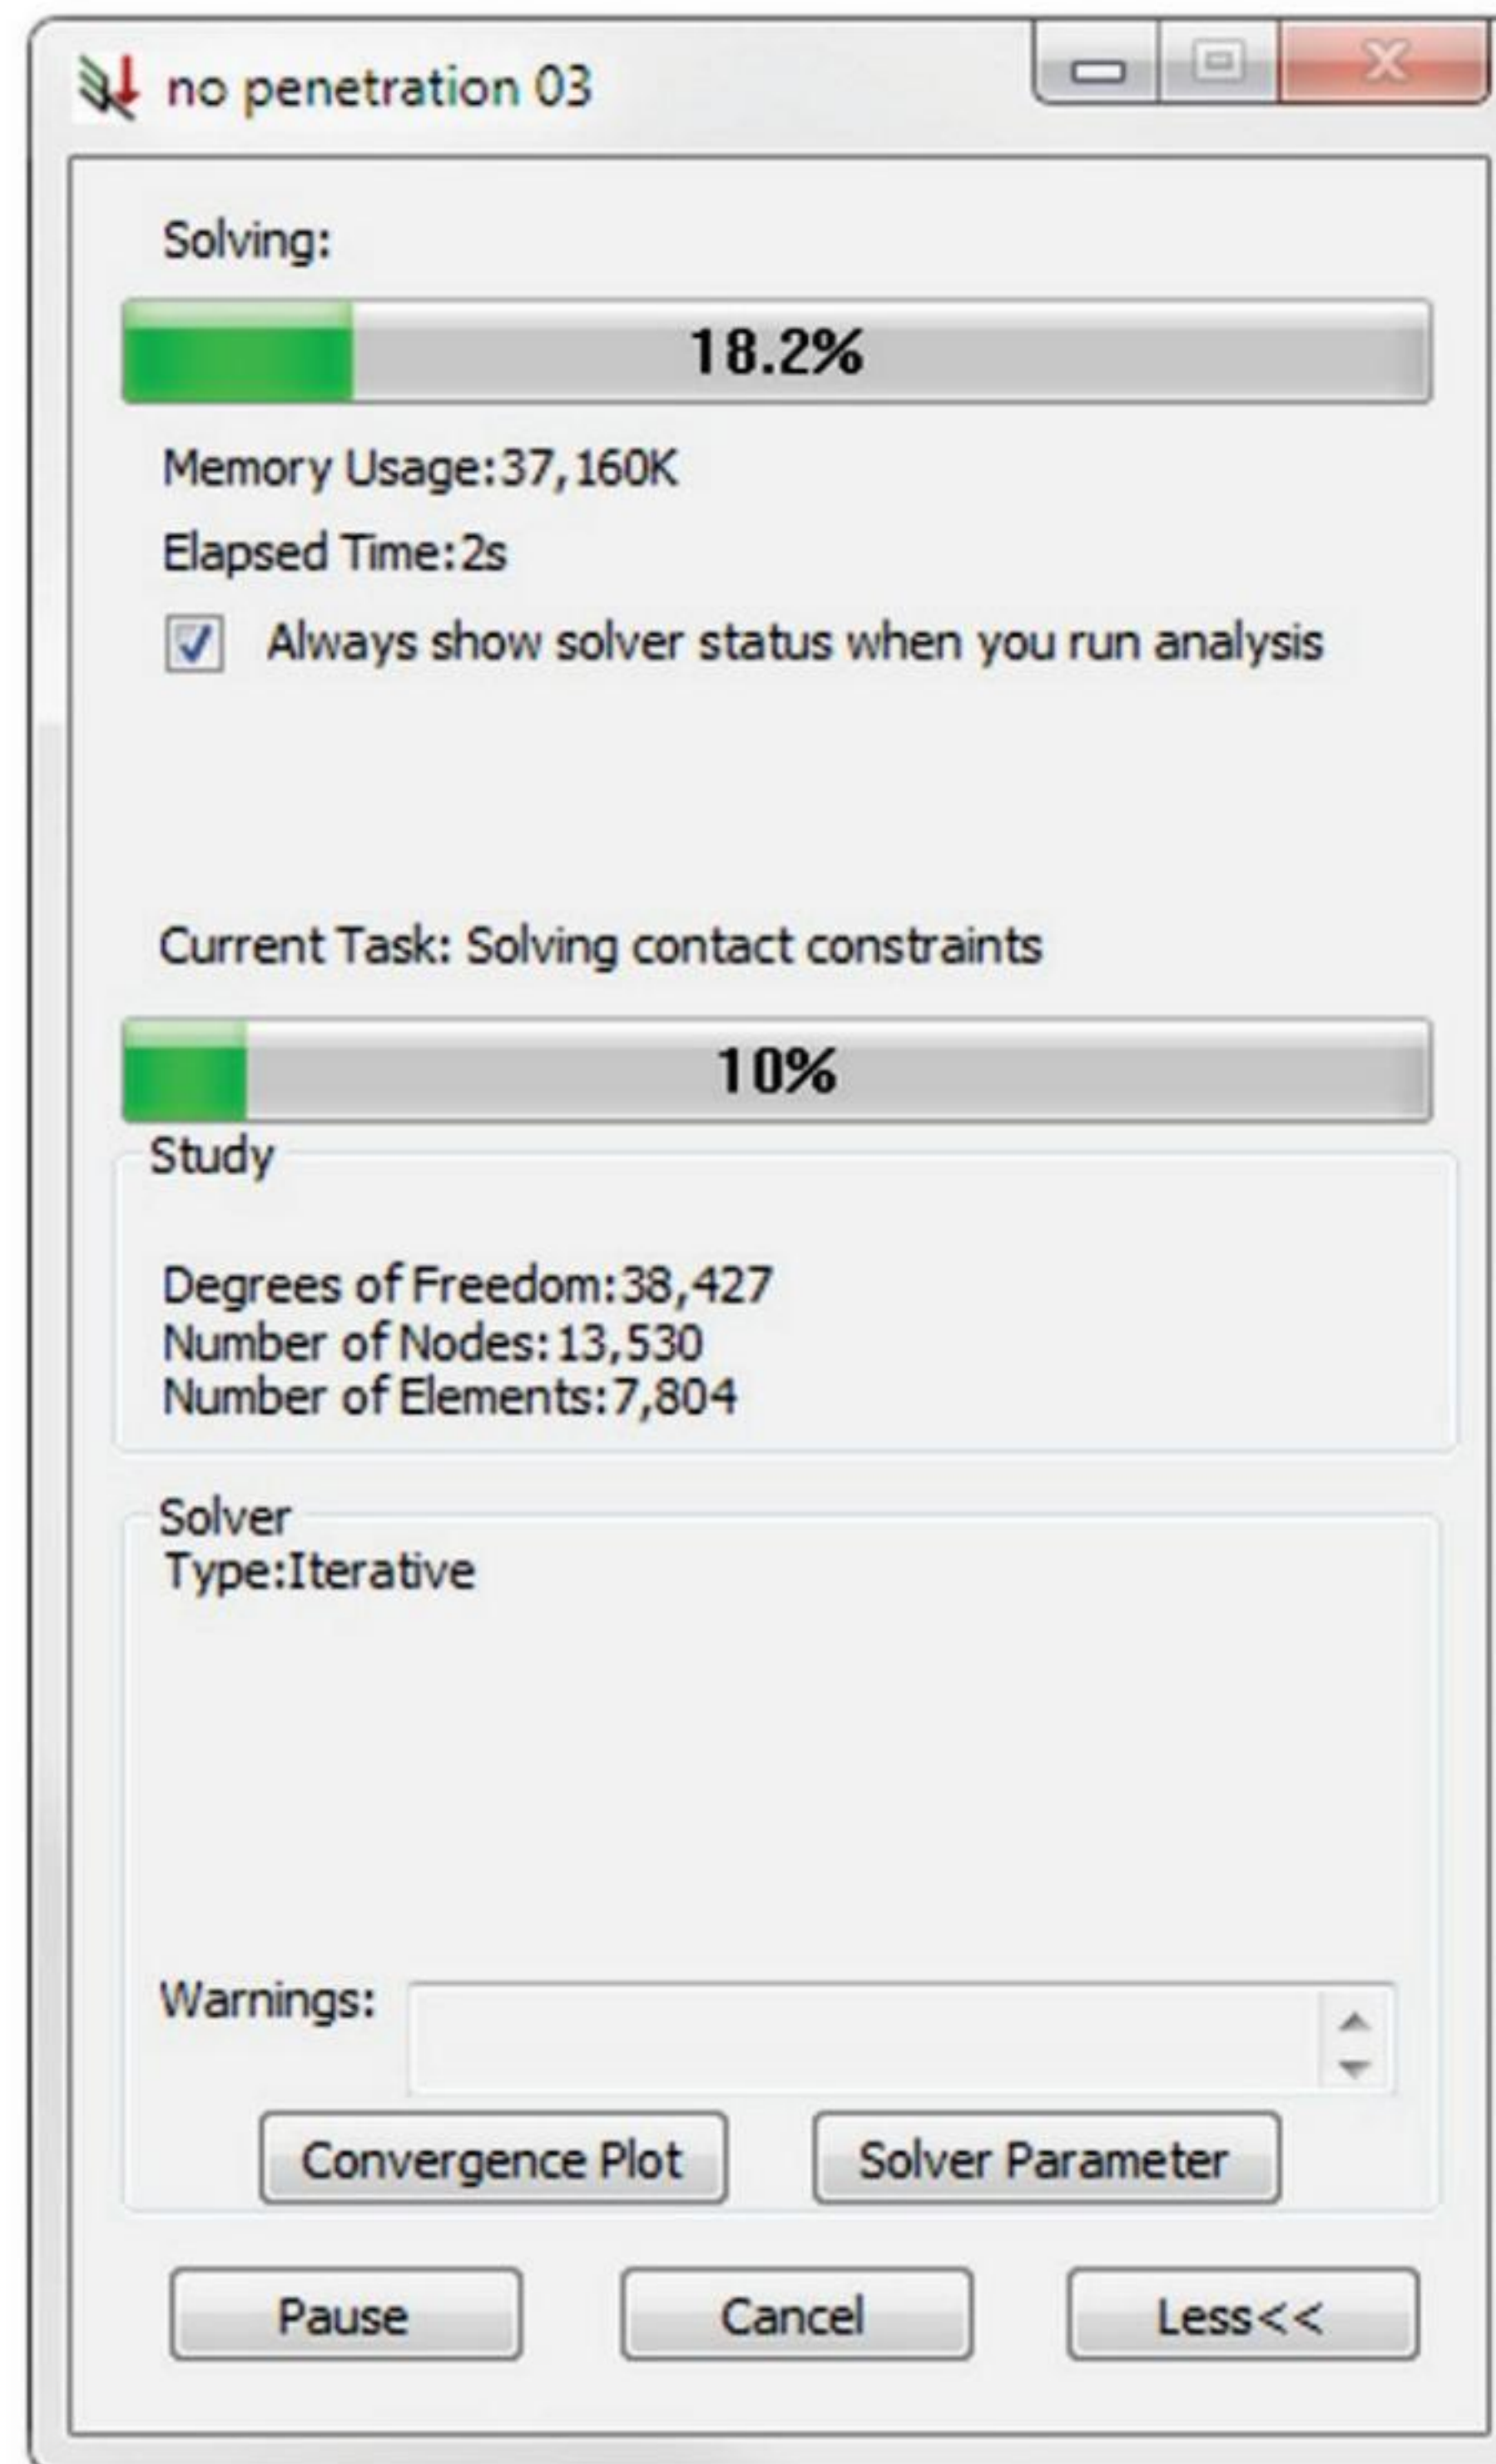 no penetration 03
Solving:
18.2%
Memory Usage:37,160K
Elapsed Time:2s
Always show solver status when you run analysis
Current Task: Solving contact constraints
10%
Study
Degrees of Freedom:38,427
Number of Nodes:13,530
Number of Elements:7,804
Solver
Type:Iterative
Warnings:
Convergence Plot Solver Parameter
Pause Cancel Less<<